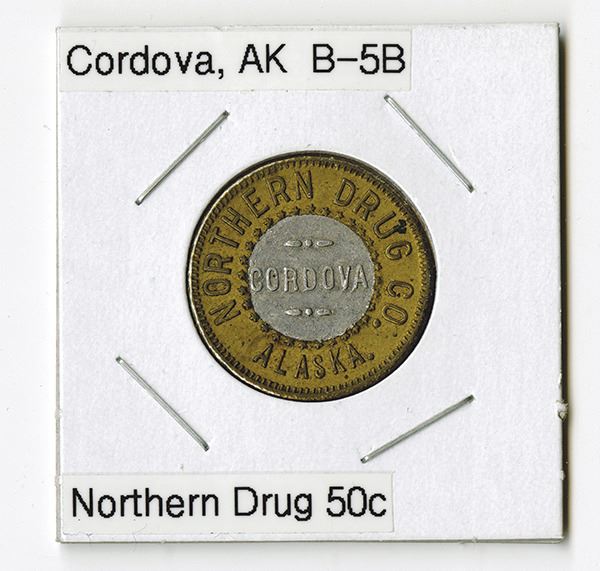 Cordova, AK B-5B
NORTHERN DRUG CO.
CORDOVA
ALASKA.
Northern Drug 50c